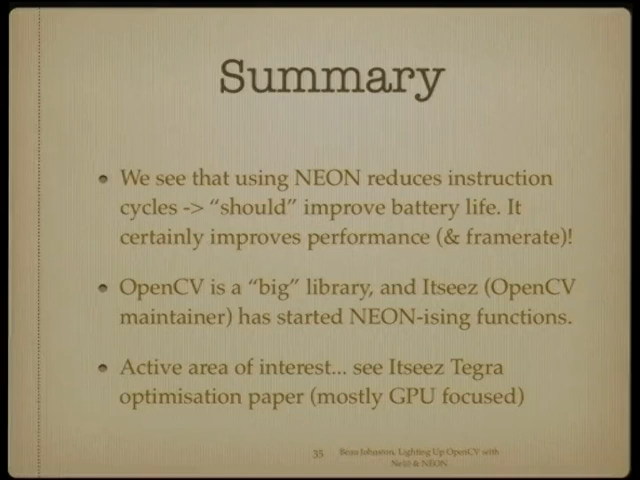 Summary
We see that using NEON reduces instruction
cycles -> “should” improve battery life. It
certainly improves performance (& framerate)!
OpenCV is a “big” library, and Itseez (OpenCV
maintainer) has started NEON-ising functions.
Active area of interest... see Itseez Tegra
optimisation paper (mostly GPU focused)
35 Beau Johnston, Lighting Up OpenCV with
Ne10 & NEON